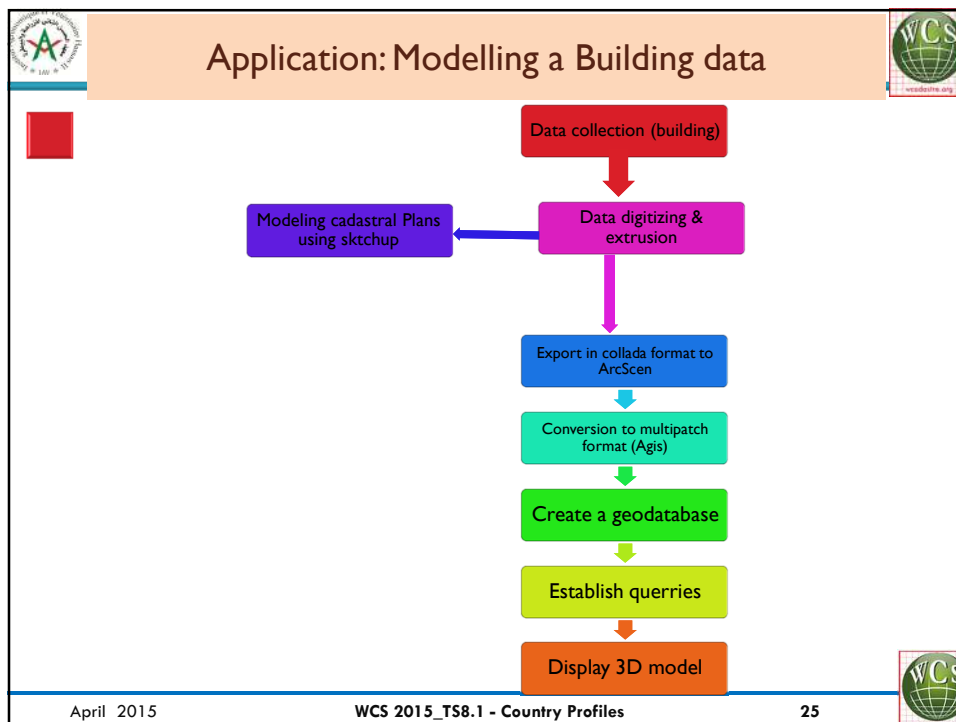 Application: Modelling a Building data
WCS
wcadastre.org
Data collection (building)
Modeling cadastral Plans
using sktchup
Data digitizing &
extrusion
Export in collada format to
ArcScen
Conversion to multipatch
format (Agis)
Create a geodatabase
Establish querries
Display 3D model
April 2015
WCS 2015_TS8.1 - Country Profiles
25
WCS